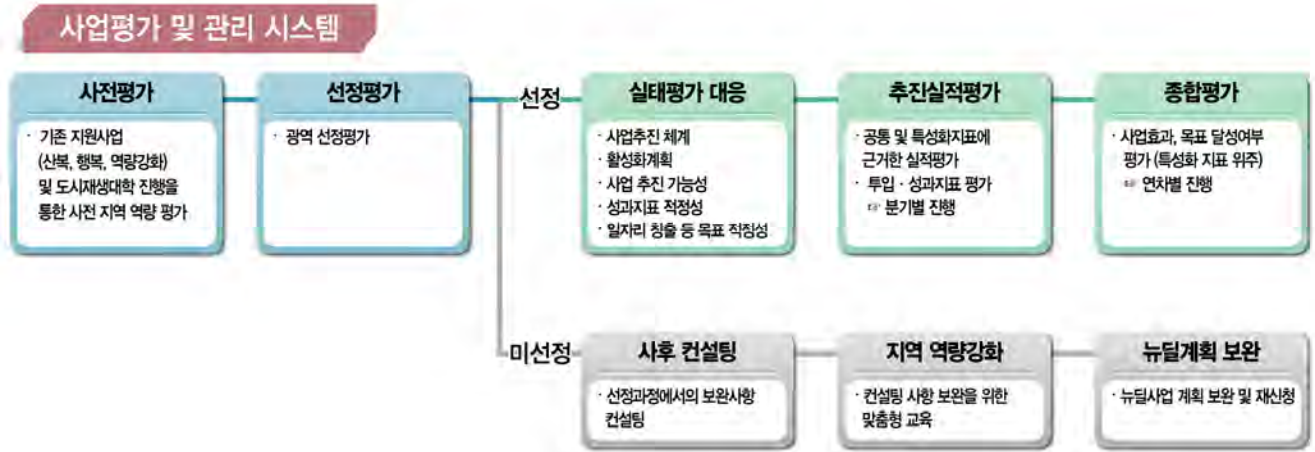 사업평가 및 관리 시스템
사전평가
· 기존 지원사업
(산복, 행복, 역량강화)
및 도시재생대학 진행을
통한 사전 지역 역량 평가
선정평가
· 광역 선정평가
선정
실태평가 대응
· 사업추진 체계
· 활성화계획
· 사업 추진 가능성
· 성과지표 적정성
· 일자리 창출 등 목표 적정성
추진실적평가
· 공통 및 특성화지표에
근거한 실적평가
· 투입 · 성과지표 평가
☞ 분기별 진행
종합평가
· 사업효과, 목표 달성여부
평가 (특성화 지표 위주)
☞ 연차별 진행
미선정
사후 컨설팅
· 선정과정에서의 보완사항
컨설팅
지역 역량강화
· 컨설팅 사항 보완을 위한
맞춤형 교육
뉴딜계획 보완
· 뉴딜사업 계획 보완 및 재신청